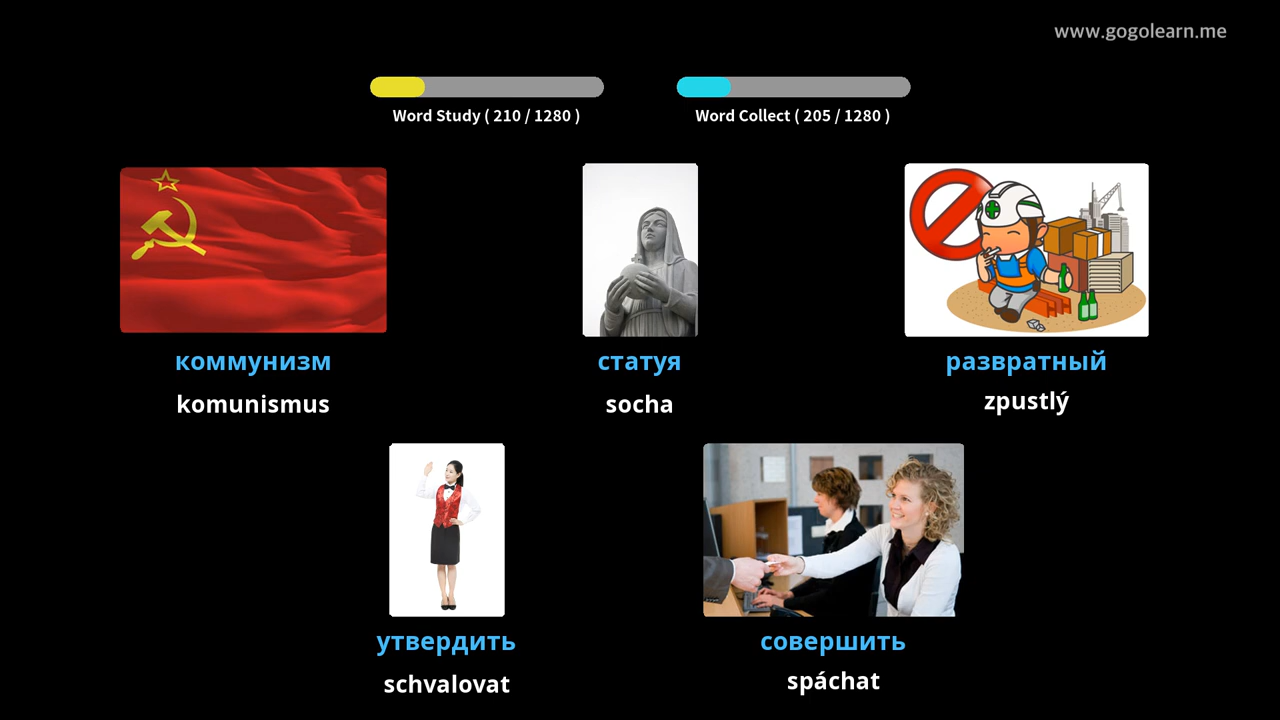 www.gogolearn.me
Word Study ( 210 / 1280 )
Word Collect ( 205 / 1280 )
коммунизм
статуя
развратный
komunismus
socha
zpustlý
утвердить
совершить
schvalovat
spáchat